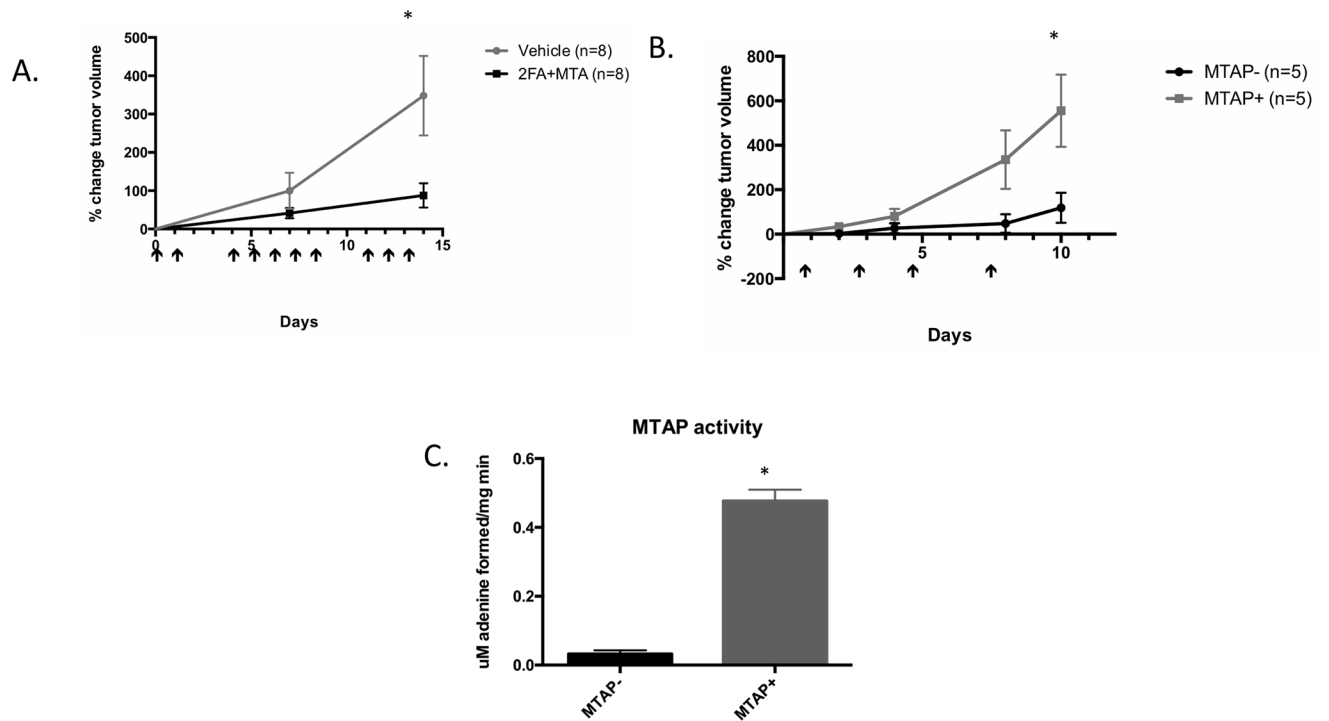 A.
*
500
400
300
200
100
0
% change tumor volume
0
5
10
15
Days
Vehicle (n=8)
2FA+MTA (n=8)
B.
*
800
600
400
200
0
-200
% change tumor volume
5
10
Days
MTAP- (n=5)
MTAP+ (n=5)
C.
MTAP activity
*
0.6
0.4
0.2
0.0
uM adenine formed/mg min
MTAP-
MTAP+